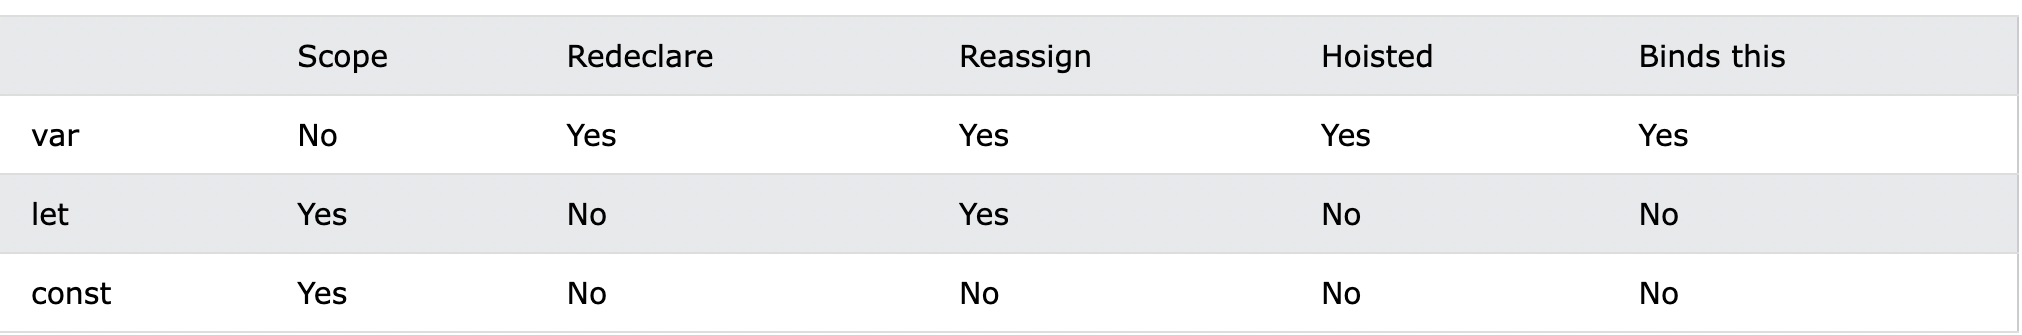 Scope Redeclare Reassign Hoisted Binds this
var No Yes Yes Yes Yes
let Yes No Yes No No
const Yes No No No No